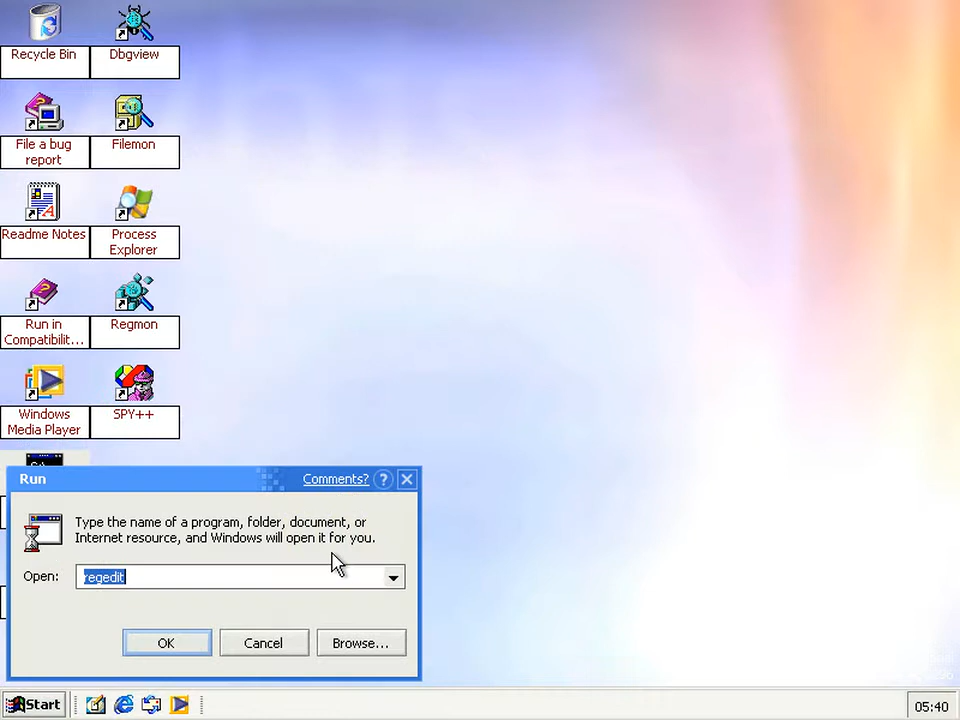 Recycle Bin
Dbgview
File a bug
report
Filemon
Readme Notes
Process
Explorer
Run in
Compatibilit...
Regmon
Windows
Media Player
SPY++
Run
Comments?
?
Type the name of a program, folder, document, or
Internet resource, and Windows will open it for you.
Open:
regedit
OK
Cancel
Browse...
Start
05:40